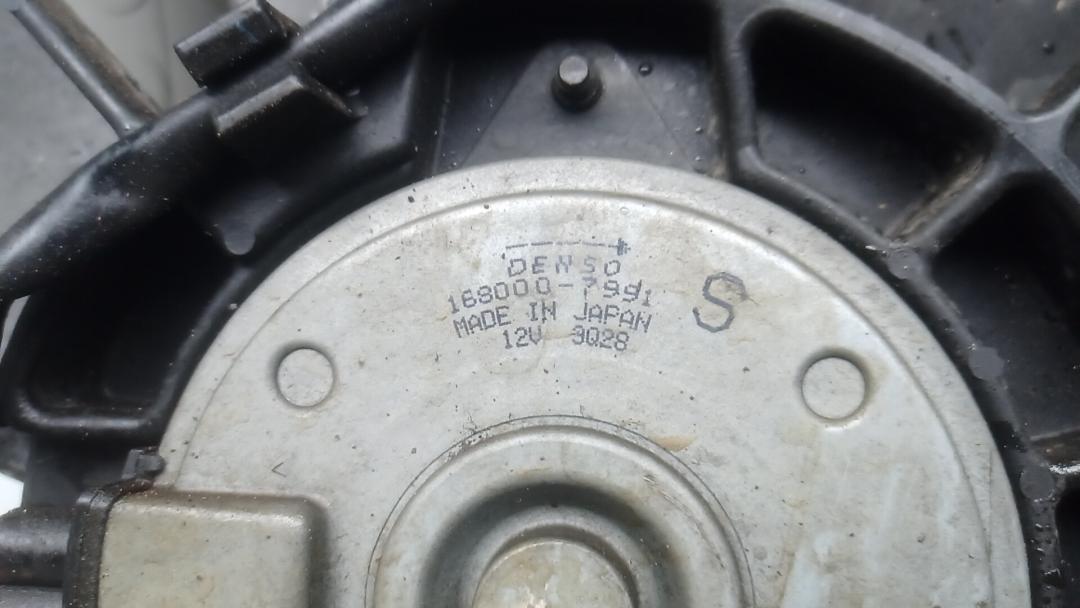 DENSO
168000-7991
MADE IN JAPAN
12V 3Q28
S